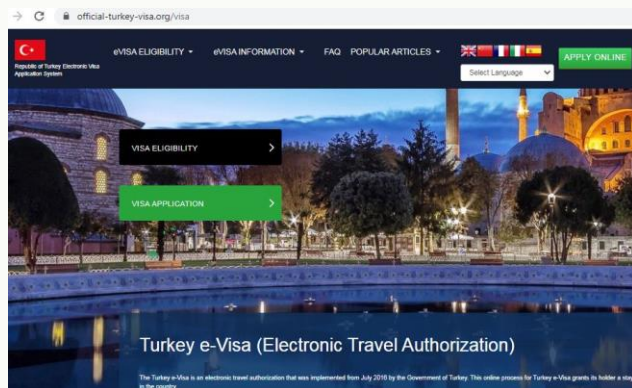 official-turkey-visa.org/visa
eVISA ELIGIBILITY
eVISA INFORMATION
FAQ
POPULAR ARTICLES
APPLY ONLINE
Republic of Turkey Electronic Visa
Application System
Select Language
VISA ELIGIBILITY
VISA APPLICATION
Turkey e-Visa (Electronic Travel Authorization)
The Turkey e-Visa is an electronic travel authorization that was implemented from July 2016 by the Government of Turkey. This online process for Turkey e-Visa grants its holder a
in the country